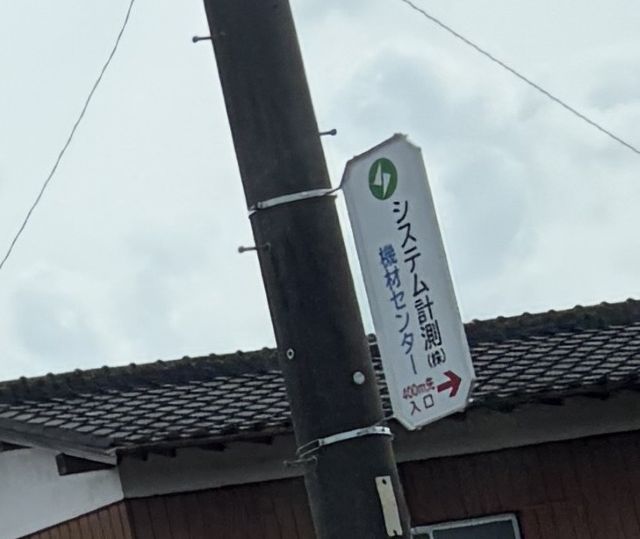 システム計測(株)
機材センター
400m先
入口